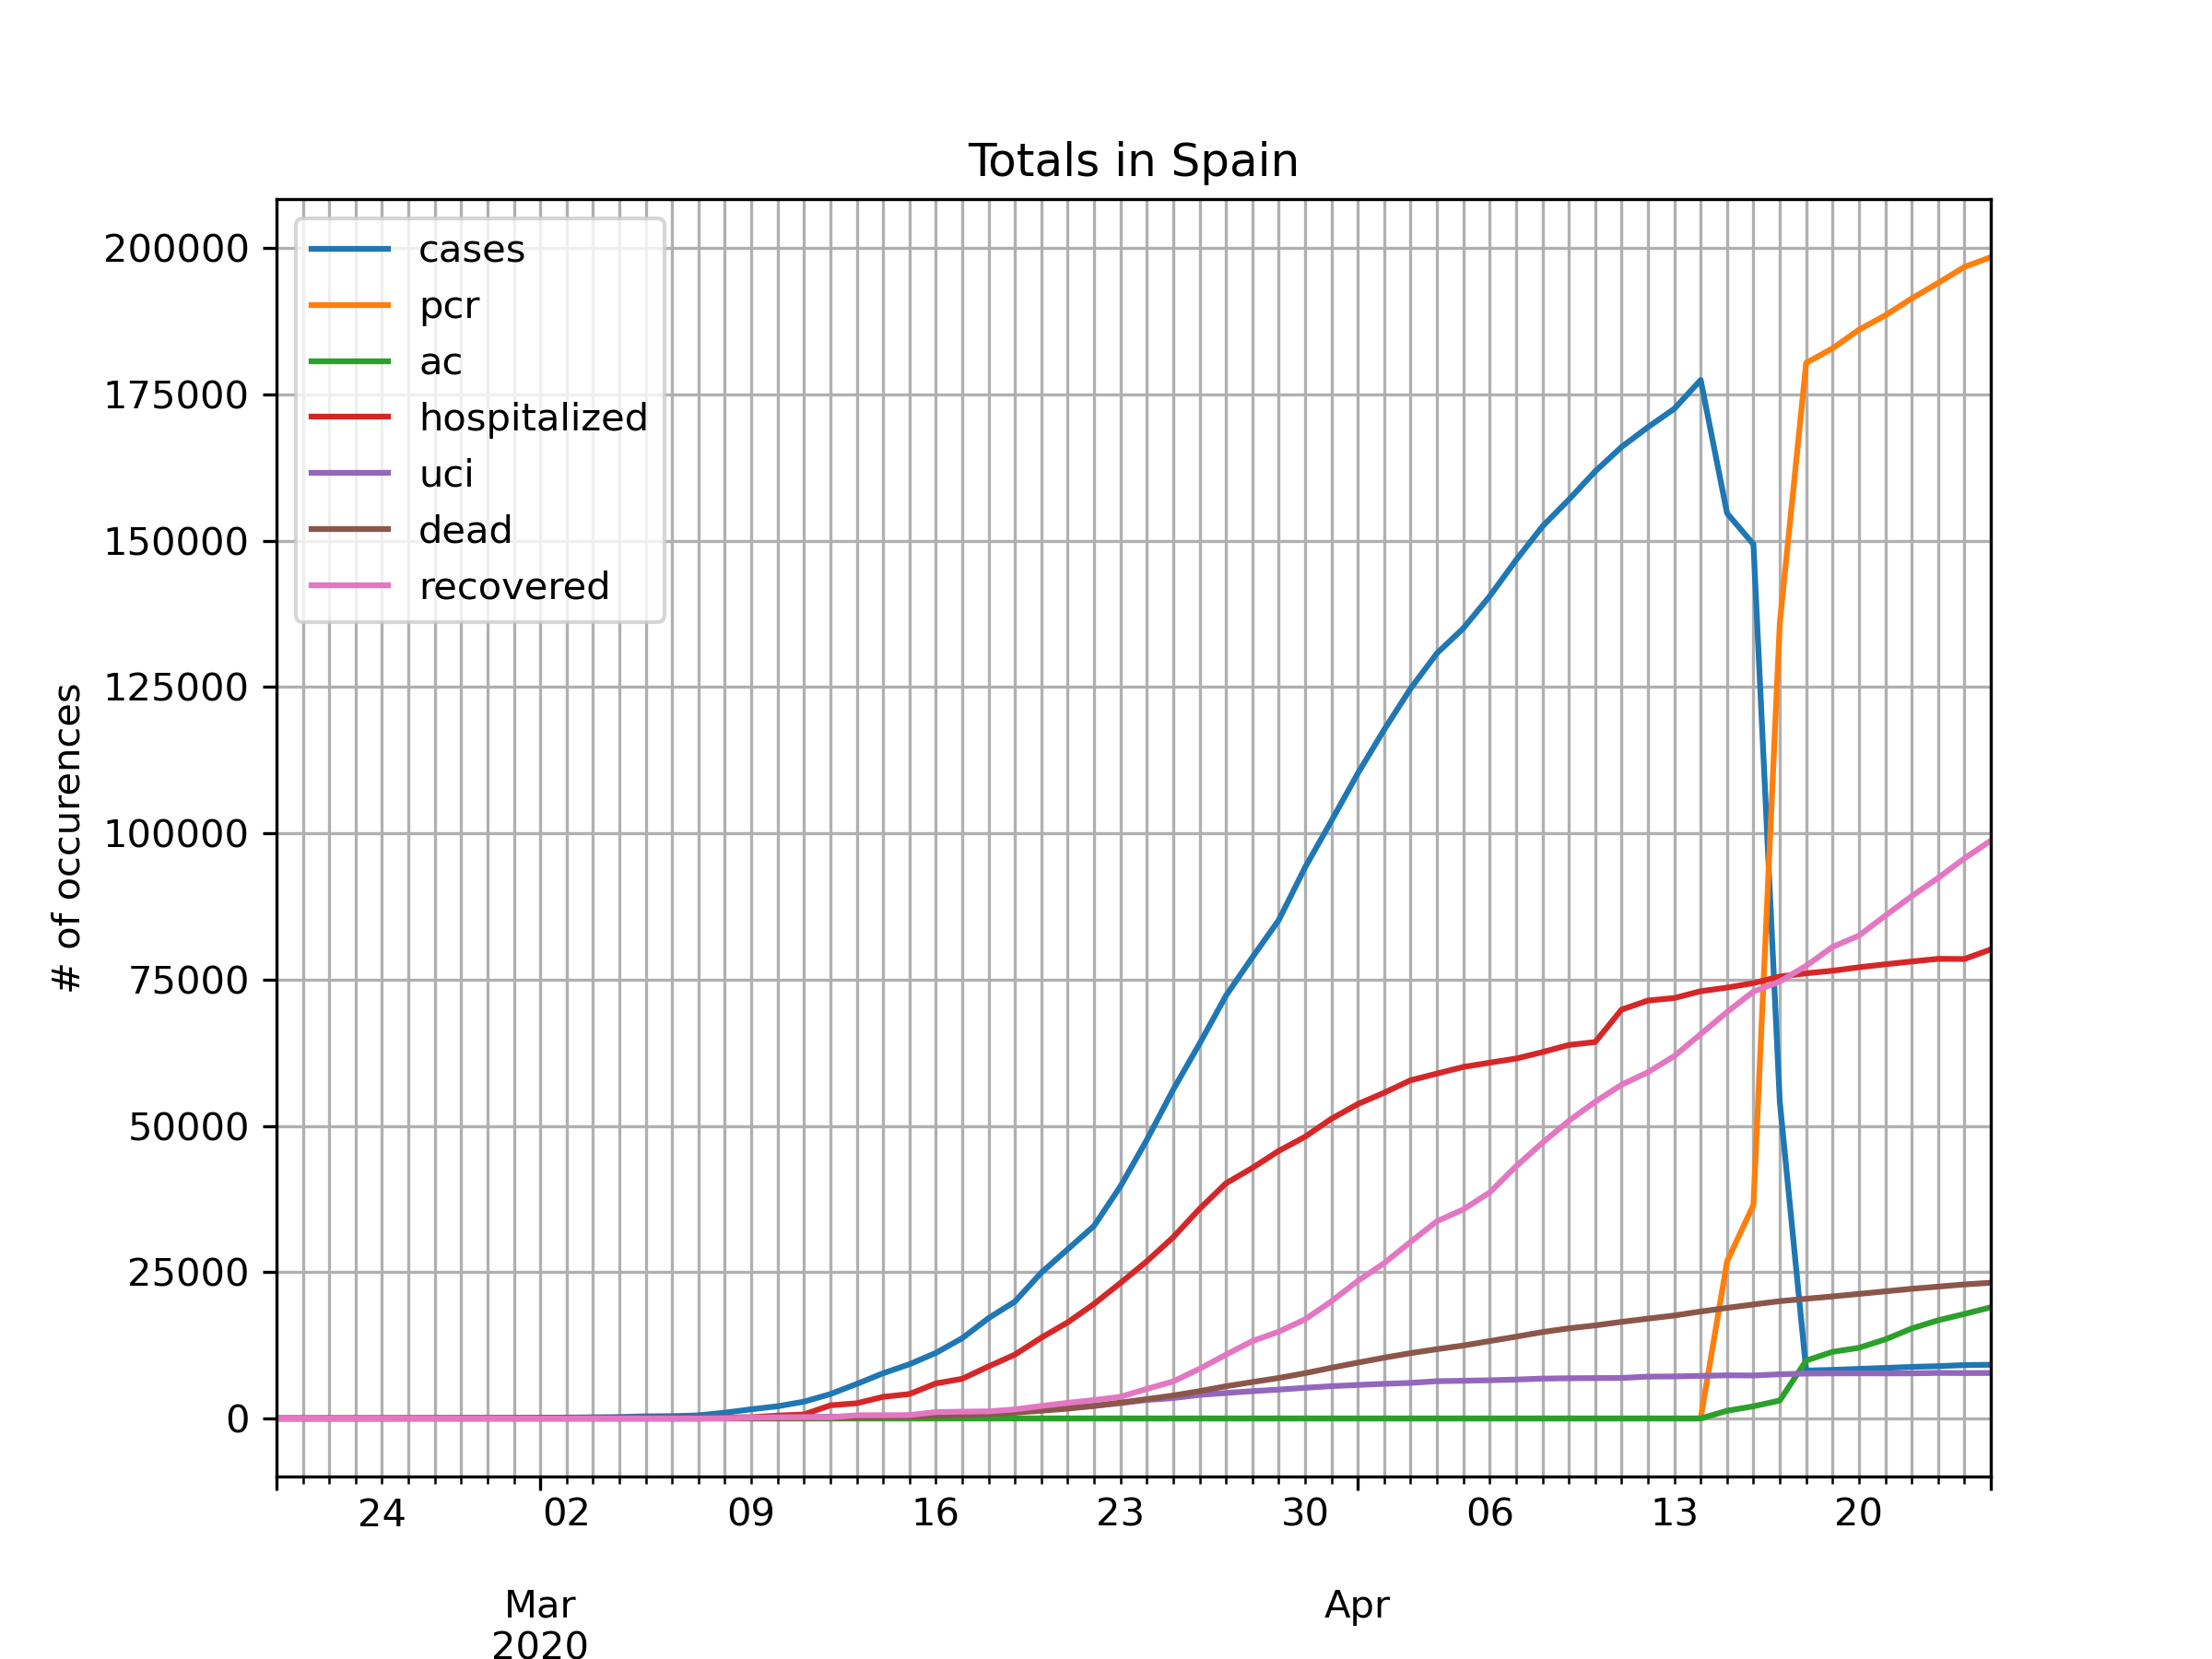 Totals in Spain
cases
pcr
ac
hospitalized
uci
dead
recovered
# of occurences
200000
175000
150000
125000
100000
75000
50000
25000
0
24 02 09 16 23 30 06 13 20
Mar Apr
2020